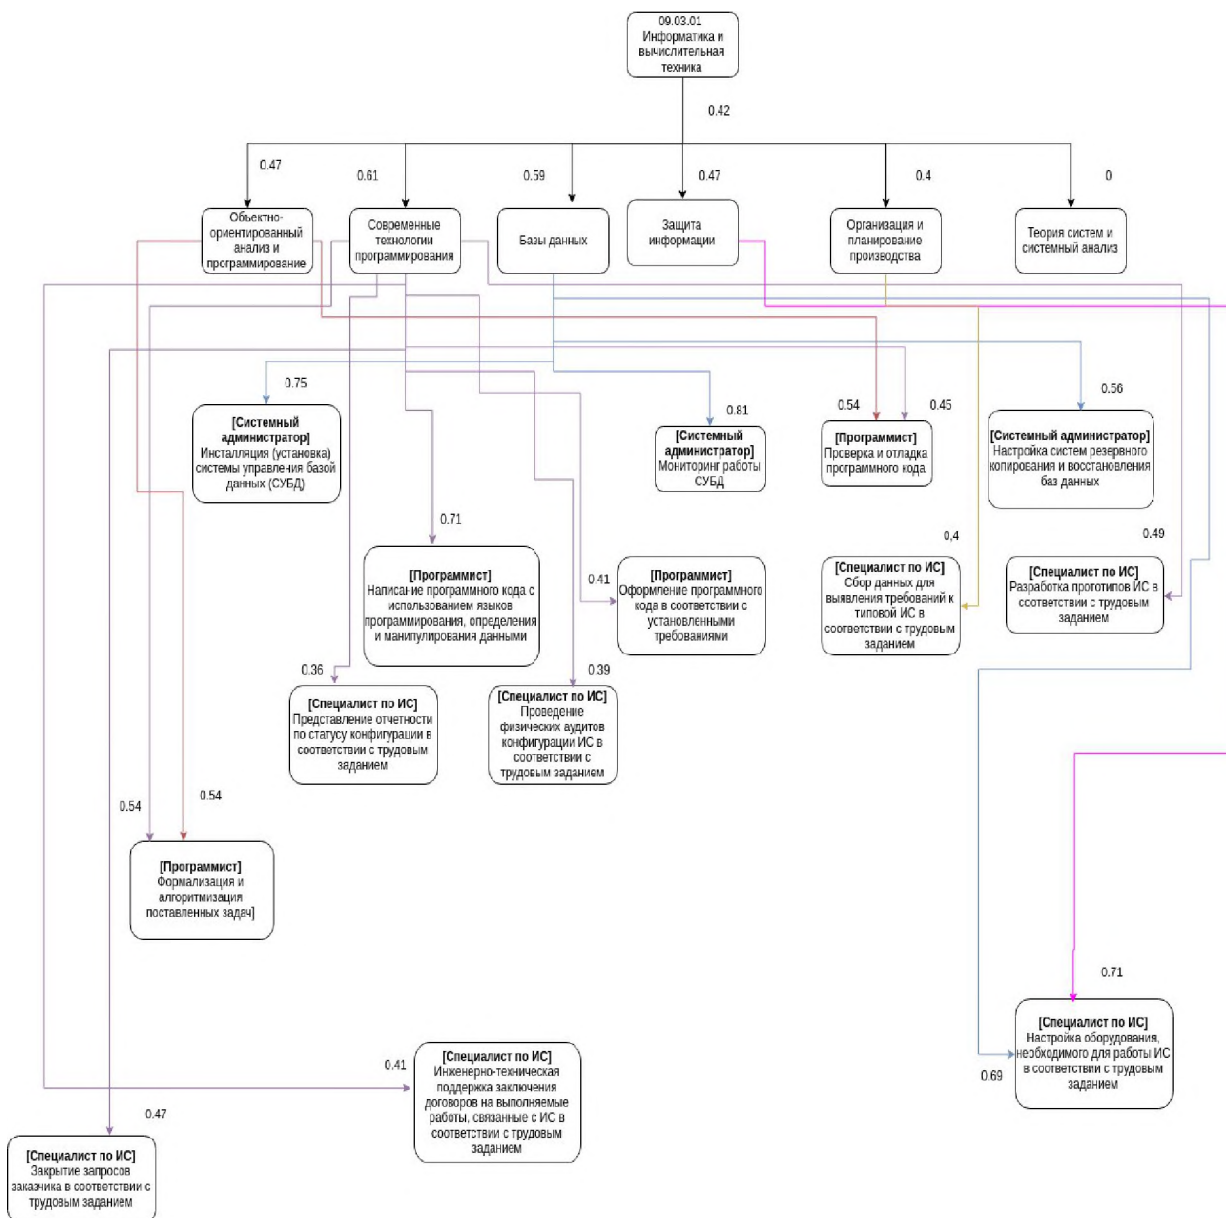 09.03.01
Информатика и
вычислительная
техника
0.42
0.47
0.61
0.59
0.47
0.4
0
Объектно-
ориентированный
анализ и
программирование
Современные
технологии
программирования
Базы данных
Защита
информации
Организация и
планирование
производства
Теория систем и
системный анализ
0.75
0.81
0.54
0.45
0.56
[Системный
администратор]
Инсталляция (установка)
системы управления базой
данных (СУБД)
[Системный
администратор]
Мониторинг работы
СУБД
[Программист]
Проверка и отладка
программного кода
[Системный администратор]
Настройка систем резервного
копирования и восстановления
баз данных
0.71
0.41
0,4
0.49
[Программист]
Написание программного кода с
использованием языков
программирования, определения
и манипулирования данными
[Программист]
Оформление программного
кода в соответствии с
установленными
требованиями
[Специалист по ИС]
Сбор данных для
выявления требований к
типовой ИС в
соответствии с трудовым
заданием
[Специалист по ИС]
Разработка прототипов ИС в
соответствии с трудовым
заданием
0.36
0.39
[Специалист по ИС]
Представление отчетности
по статусу конфигурации в
соответствии с трудовым
заданием
[Специалист по ИС]
Проведение
физических аудитов
конфигурации ИС в
соответствии с
трудовым заданием
0.54
0.54
[Программист]
Формализация и
алгоритмизация
поставленных задач]
0.71
[Специалист по ИС]
Настройка оборудования,
необходимого для работы ИС
в соответствии с трудовым
заданием
0.69
0.41
[Специалист по ИС]
Инженерно-техническая
поддержка заключения
договоров на выполняемые
работы, связанные с ИС в
соответствии с трудовым
заданием
0.47
[Специалист по ИС]
Закрытие запросов
заказчика в соответствии с
трудовым заданием